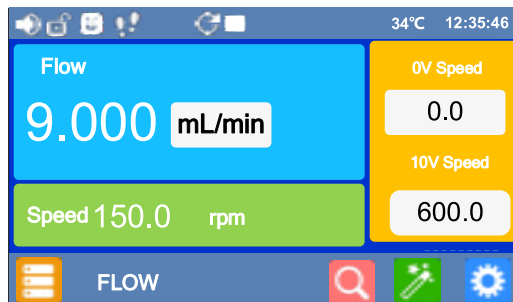 34℃ 12:35:46
Flow
9.000 mL/min
Speed 150.0 rpm
0V Speed
0.0
10V Speed
600.0
FLOW